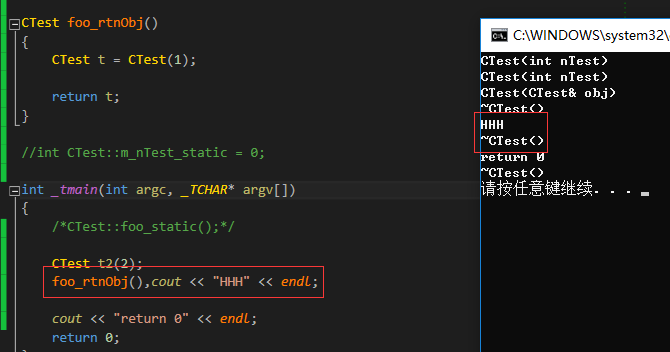 CTest foo_rtnObj()
{
CTest t = CTest(1);
return t;
}
//int CTest::m_nTest_static = 0;
int _tmain(int argc, _TCHAR* argv[])
{
/*CTest::foo_static();*/
CTest t2(2);
foo_rtnObj(),cout << "HHH" << endl;
cout << "return 0" << endl;
return 0;
C:\WINDOWS\system32\
CTest(int nTest)
CTest(int nTest)
CTest(CTest& obj)
~CTest()
HHH
~CTest()
return 0
~CTest()
请按任意键继续. . .